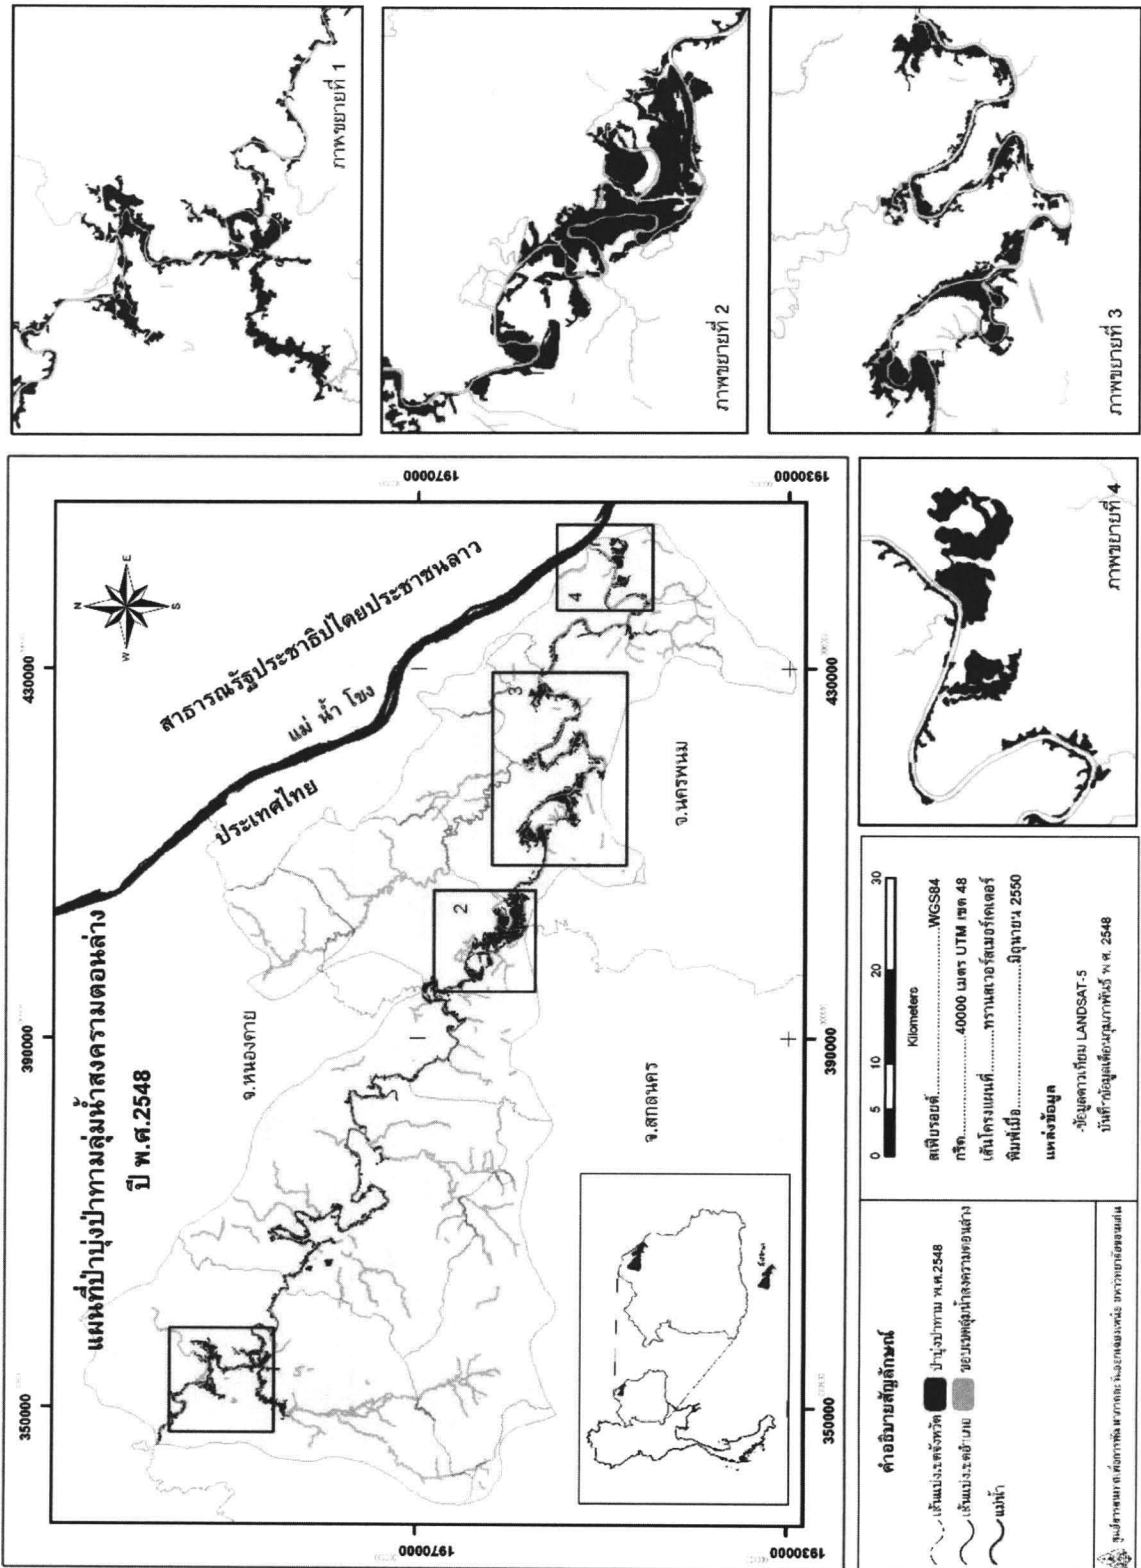 แผนที่ป่าบุ่งป่าทามลุ่มน้ำสงครามตอนล่าง
ปี พ.ศ.2548
350000
390000
430000
N
W
E
S
สาธารณรัฐประชาธิปไตยประชาชนลาว
แม่ น้ำ โขง
ประเทศไทย
จ.หนองคาย
จ.สกลนคร
จ.นครพนม
2
3
4
1970000
1930000
1970000
1930000
350000
390000
430000
ภาพขยายที่ 1
ภาพขยายที่ 2
ภาพขยายที่ 3
ภาพขยายที่ 4
คำอธิบายสัญลักษณ์
เส้นแบ่งเขตจังหวัด
ป่าบุ่งป่าทาม พ.ศ.2548
เส้นแบ่งเขตอำเภอ
ขอบเขตลุ่มน้ำสงครามตอนล่าง
แม่น้ำ
0 5 10 20 30
Kilometers
สเฟียรอยด์ WGS84
กริด 40000 เมตร UTM เขต 48
เส้นโครงแผนที่ ทรานสเวอร์สเมอร์เคเตอร์
พิมพ์เมื่อ มิถุนายน 2550
แหล่งข้อมูล
-ข้อมูลดาวเทียม LANDSAT-5
บันทึกข้อมูลเดือนกุมภาพันธ์ พ.ศ. 2548